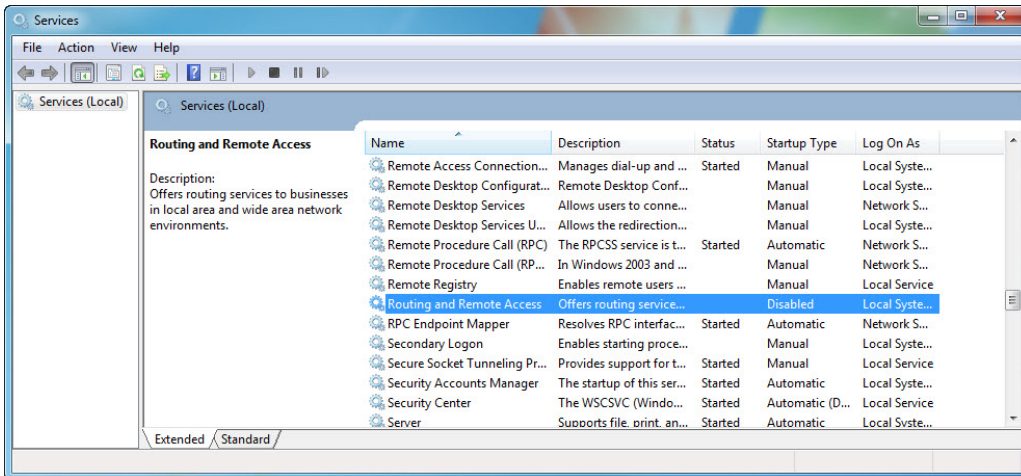 Services
File Action View Help
Services (Local)
Services (Local)
Routing and Remote Access
Description:
Offers routing services to businesses
in local area and wide area network
environments.
Name Description Status Startup Type Log On As
Remote Access Connection... Manages dial-up and ... Started Manual Local Syste...
Remote Desktop Configurat... Remote Desktop Conf... Manual Local Syste...
Remote Desktop Services Allows users to conne... Manual Network S...
Remote Desktop Services U... Allows the redirection... Manual Local Syste...
Remote Procedure Call (RPC) The RPCSS service is t... Started Automatic Network S...
Remote Procedure Call (RP... In Windows 2003 and ... Manual Network S...
Remote Registry Enables remote users ... Manual Local Service
Routing and Remote Access Offers routing service... Disabled Local Syste...
RPC Endpoint Mapper Resolves RPC interfac... Started Automatic Network S...
Secondary Logon Enables starting proce... Manual Local Syste...
Secure Socket Tunneling Pr... Provides support for t... Started Manual Local Service
Security Accounts Manager The startup of this ser... Started Automatic Local Syste...
Security Center The WSCSVC (Windo... Started Automatic (D... Local Service
Server Supports file, print, an... Started Automatic Local Syste...
Extended Standard